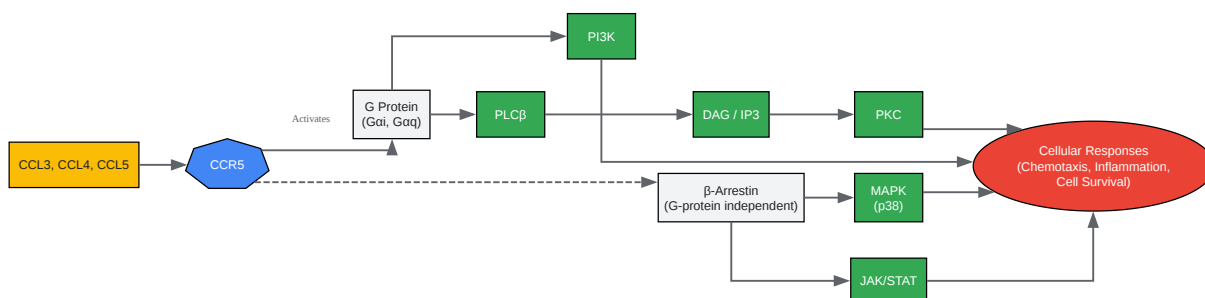 PI3K
G Protein
(Gαi, Gαq)
Activates
PLCβ
DAG / IP3
PKC
CCL3, CCL4, CCL5
CCR5
Cellular Responses
(Chemotaxis, Inflammation,
Cell Survival)
β-Arrestin
(G-protein independent)
MAPK
(p38)
JAK/STAT